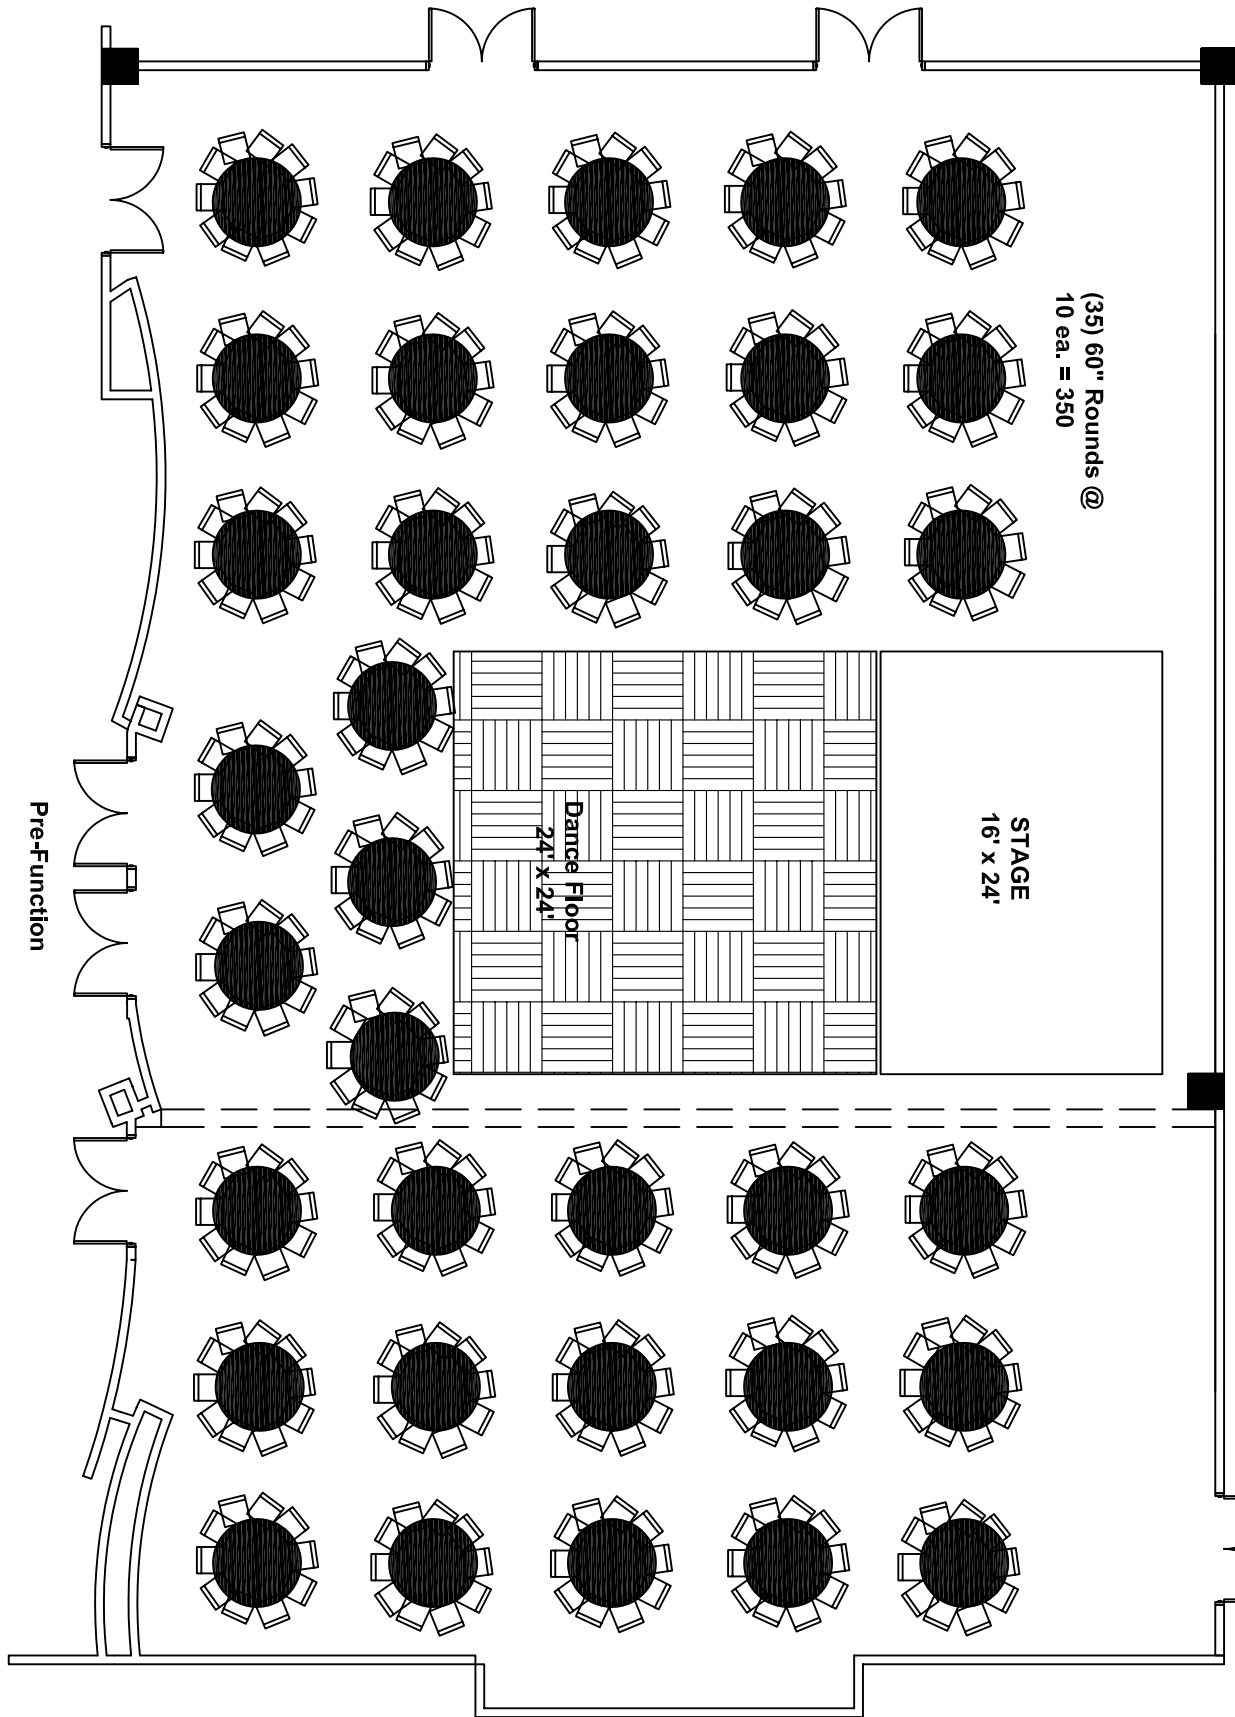 (35) 60" Rounds @
10 ea. = 350
STAGE
16' x 24'
Dance Floor
24' x 24'
Pre-Function